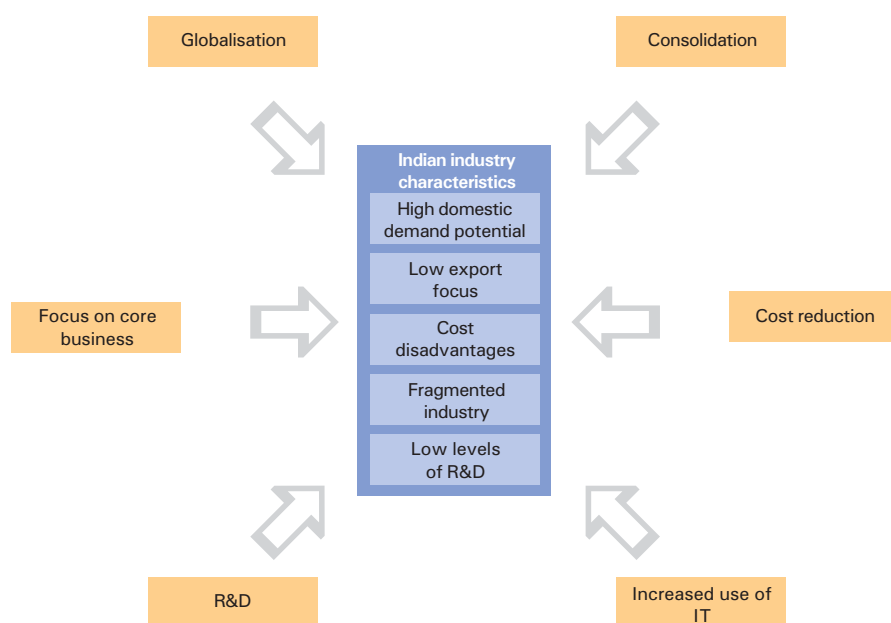 Globalisation
Consolidation
Indian industry
characteristics
High domestic
demand potential
Low export
focus
Focus on core
business
Cost
disadvantages
Cost reduction
Fragmented
industry
Low levels
of R&D
R&D
Increased use of
IT